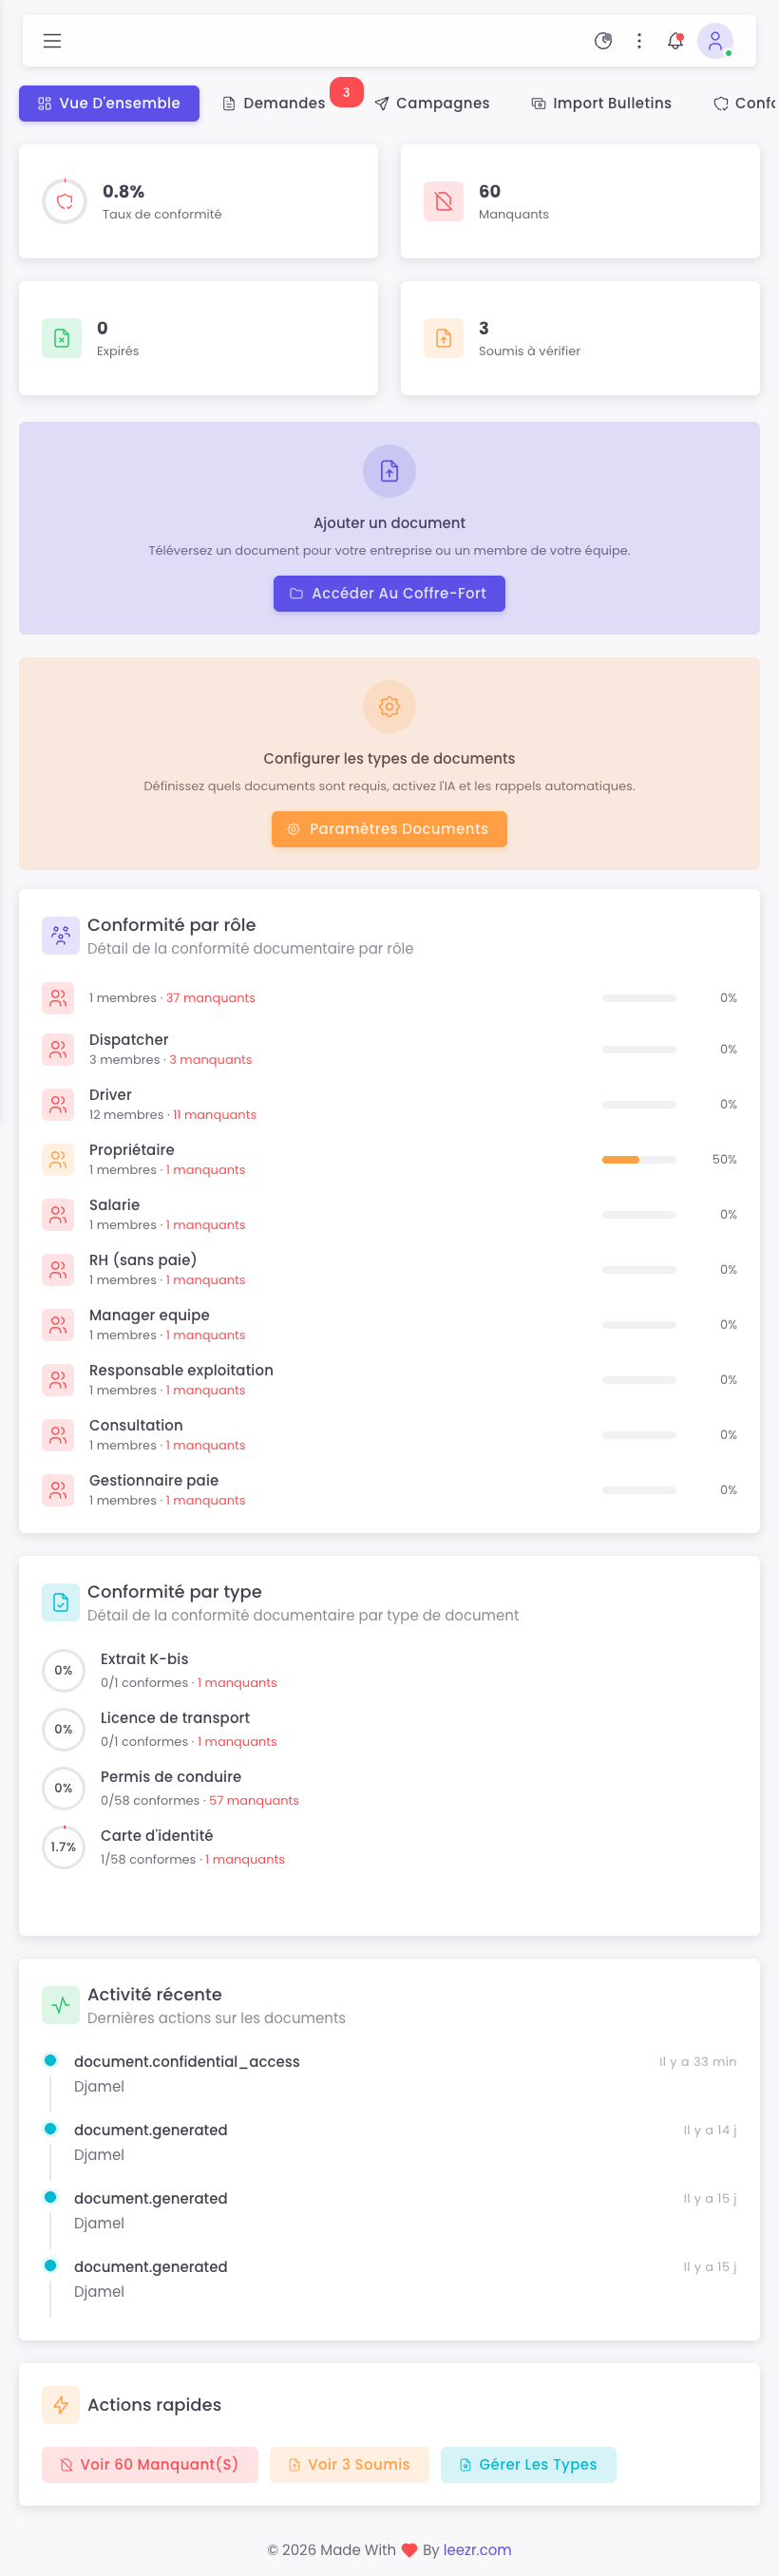 Vue D'ensemble
Demandes
3
Campagnes
Import Bulletins
0.8%
Taux de conformité
60
Manquants
0
Expirés
3
Soumis à vérifier
Ajouter un document
Téléversez un document pour votre entreprise ou un membre de votre équipe.
Accéder Au Coffre-Fort
Configurer les types de documents
Définissez quels documents sont requis, activez l'IA et les rappels automatiques.
Paramètres Documents
Conformité par rôle
Détail de la conformité documentaire par rôle
1 membres · 37 manquants
0%
Dispatcher
3 membres · 3 manquants
0%
Driver
12 membres · 11 manquants
0%
Propriétaire
1 membres · 1 manquants
50%
Salarie
1 membres · 1 manquants
0%
RH (sans paie)
1 membres · 1 manquants
0%
Manager equipe
1 membres · 1 manquants
0%
Responsable exploitation
1 membres · 1 manquants
0%
Consultation
1 membres · 1 manquants
0%
Gestionnaire paie
1 membres · 1 manquants
0%
Conformité par type
Détail de la conformité documentaire par type de document
0%
Extrait K-bis
0/1 conformes · 1 manquants
0%
Licence de transport
0/1 conformes · 1 manquants
0%
Permis de conduire
0/58 conformes · 57 manquants
1.7%
Carte d'identité
1/58 conformes · 1 manquants
Activité récente
Dernières actions sur les documents
document.confidential_access
Il y a 33 min
Djamel
document.generated
Il y a 14 j
Djamel
document.generated
Il y a 15 j
Djamel
document.generated
Il y a 15 j
Djamel
Actions rapides
Voir 60 Manquant(S)
Voir 3 Soumis
Gérer Les Types
© 2026 Made With By leezr.com